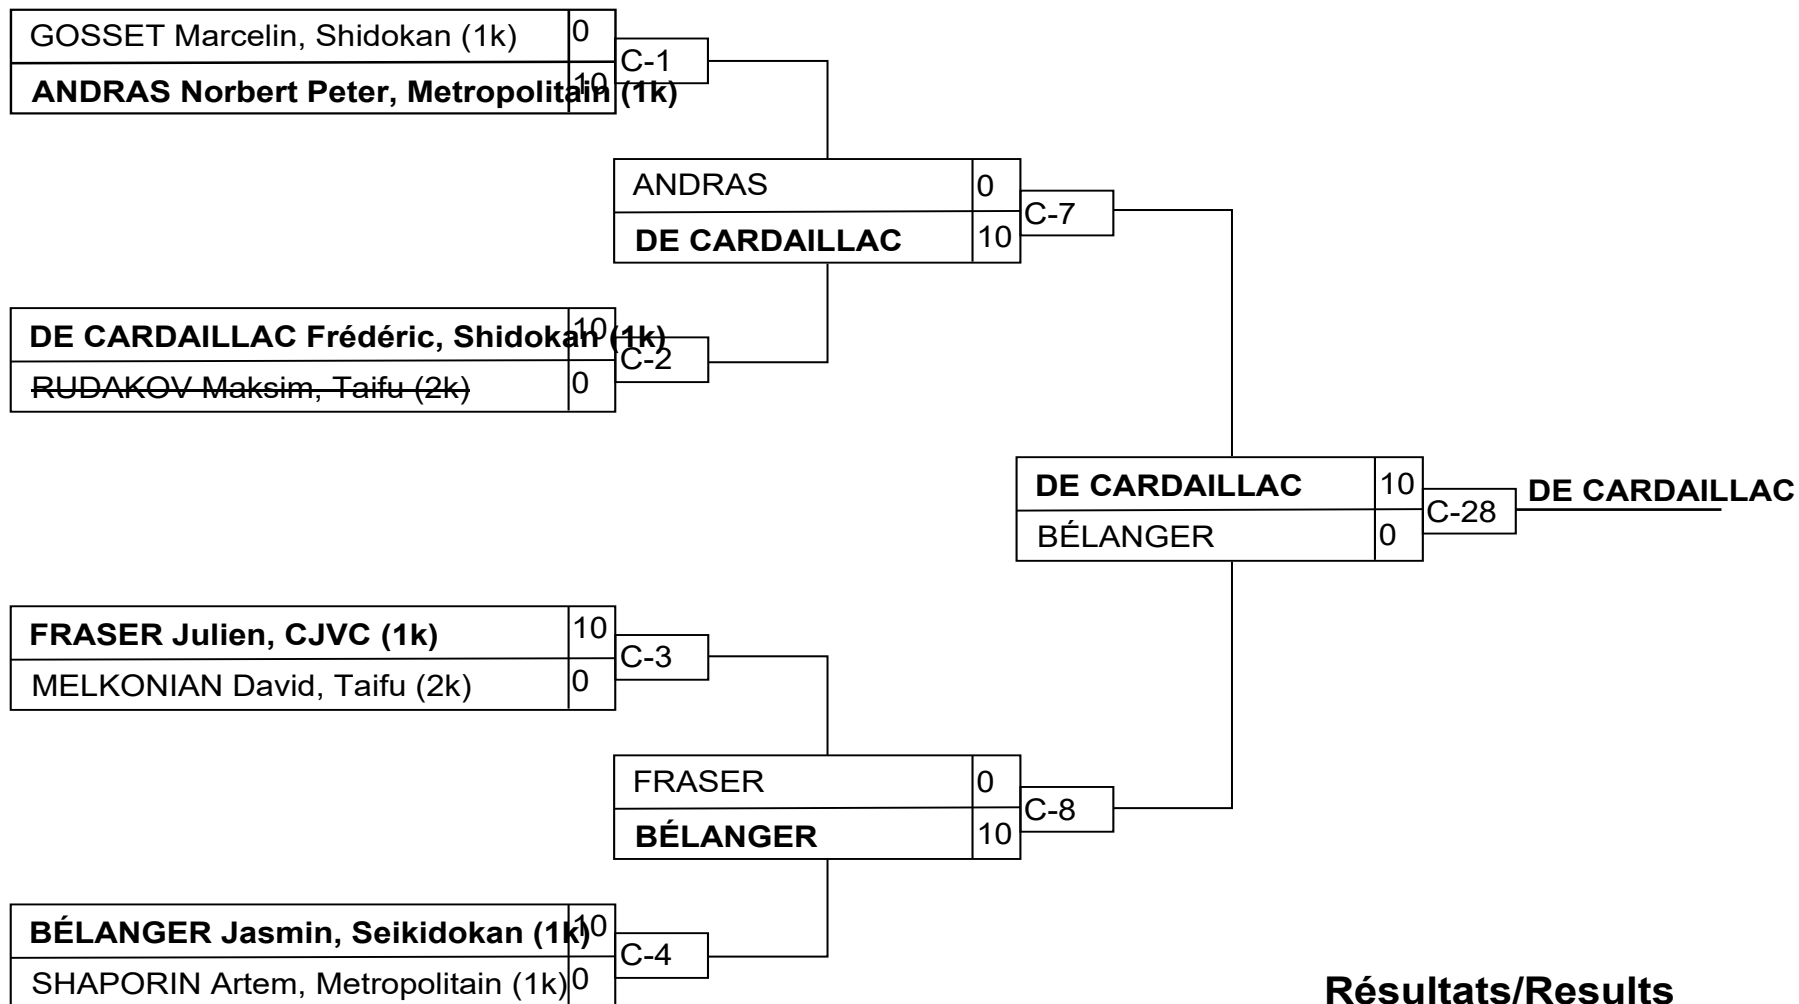 GOSSET Marcelin, Shidokan (1k) 0
C-1
ANDRAS Norbert Peter, Metropolitain (1k) 10
ANDRAS 0
C-7
DE CARDAILLAC 10
DE CARDAILLAC Frédéric, Shidokan (1k) 10
C-2
RUDAKOV Maksim, Taifu (2k) 0
DE CARDAILLAC 10
C-28
DE CARDAILLAC
BÉLANGER 0
FRASER Julien, CJVC (1k) 10
C-3
MELKONIAN David, Taifu (2k) 0
FRASER 0
C-8
BÉLANGER 10
BÉLANGER Jasmin, Seikidokan (1k) 10
C-4
SHAPORIN Artem, Metropolitain (1k) 0
Résultats/Results